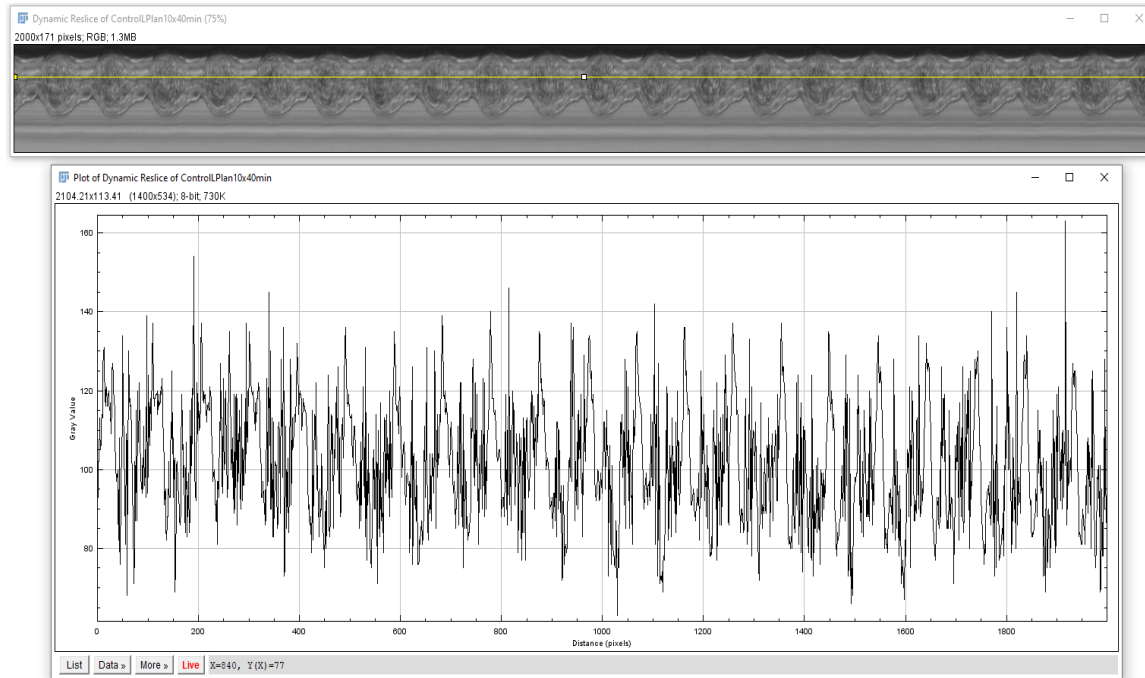 Dynamic Reslice of ControlLPlan10x40min (75%)
2000x171 pixels; RGB; 1.3MB
Plot of Dynamic Reslice of ControlLPlan10x40min
2104.21x113.41 (1400x534); 8-bit; 730K
160
140
120
100
80
Gray Value
0 200 400 600 800 1000 1200 1400 1600 1800
Distance (pixels)
List Data » More » Live X=840, Y(X)=77